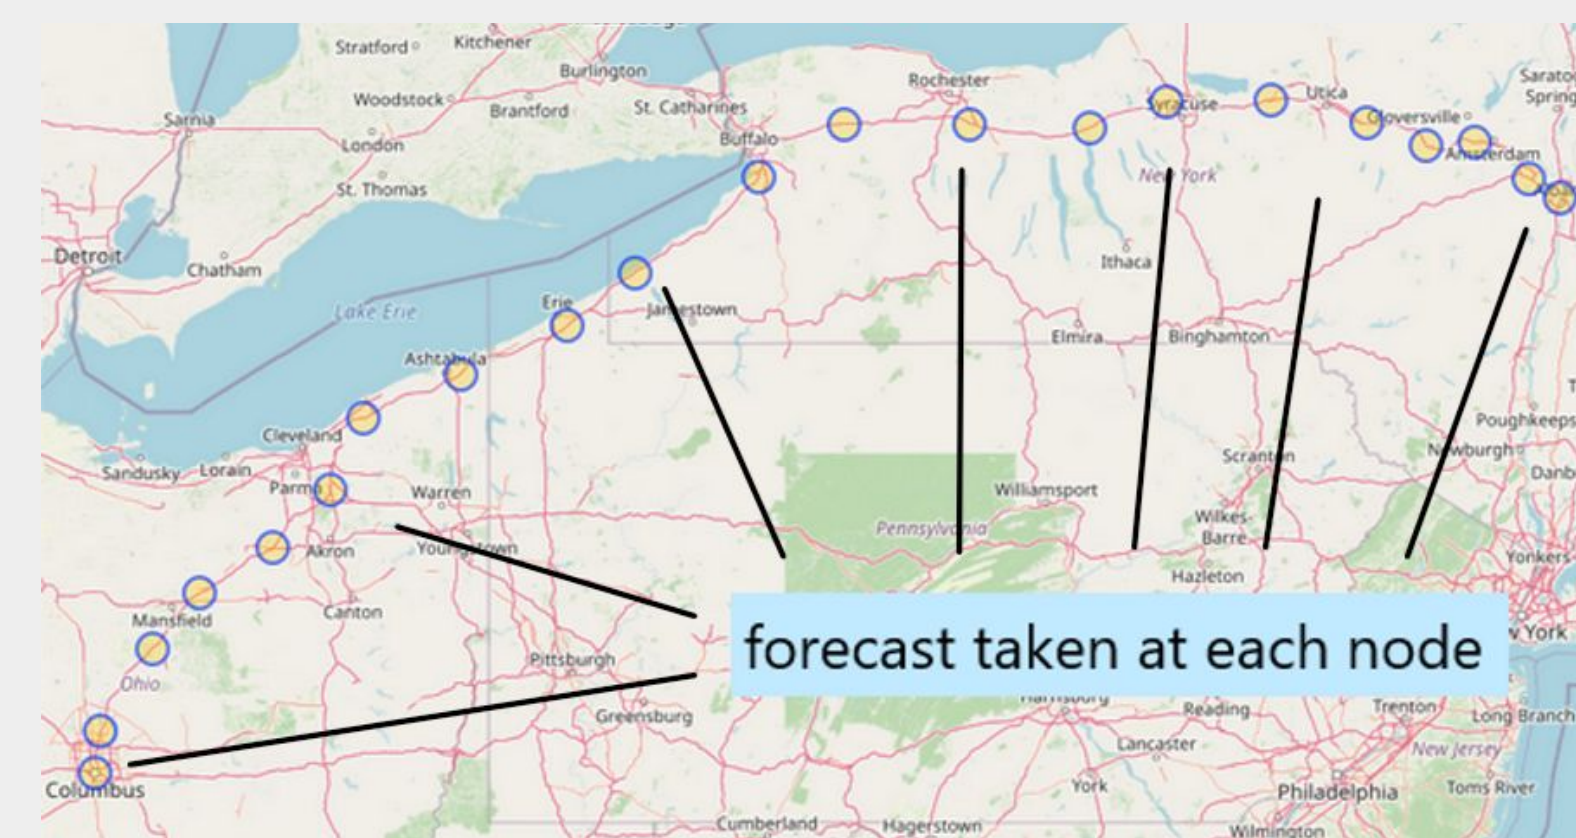 Stratford
Kitchener
Burlington
Woodstock
Brantford
St. Catharines
Rochester
Sarnia
London
Buffalo
Syracuse
Utica
Gloversville
Amsterdam
St. Thomas
New York
Detroit
Chatham
Ithaca
Lake Erie
Erie
Jamestown
Elmira
Binghamton
Ashtabula
Cleveland
Sandusky
Lorain
Parma
Warren
Scranton
Newburgh
Williamsport
Pennsylvania
Wilkes-
Barre
Akron
Youngstown
Yonkers
Hazleton
Mansfield
Canton
forecast taken at each node
Pittsburgh
Ohio
Greensburg
Reading
Trenton
Long Branch
Lancaster
New Jersey
Columbus
York
Philadelphia
Toms River
Cumberland
Hagerstown
Wilmington